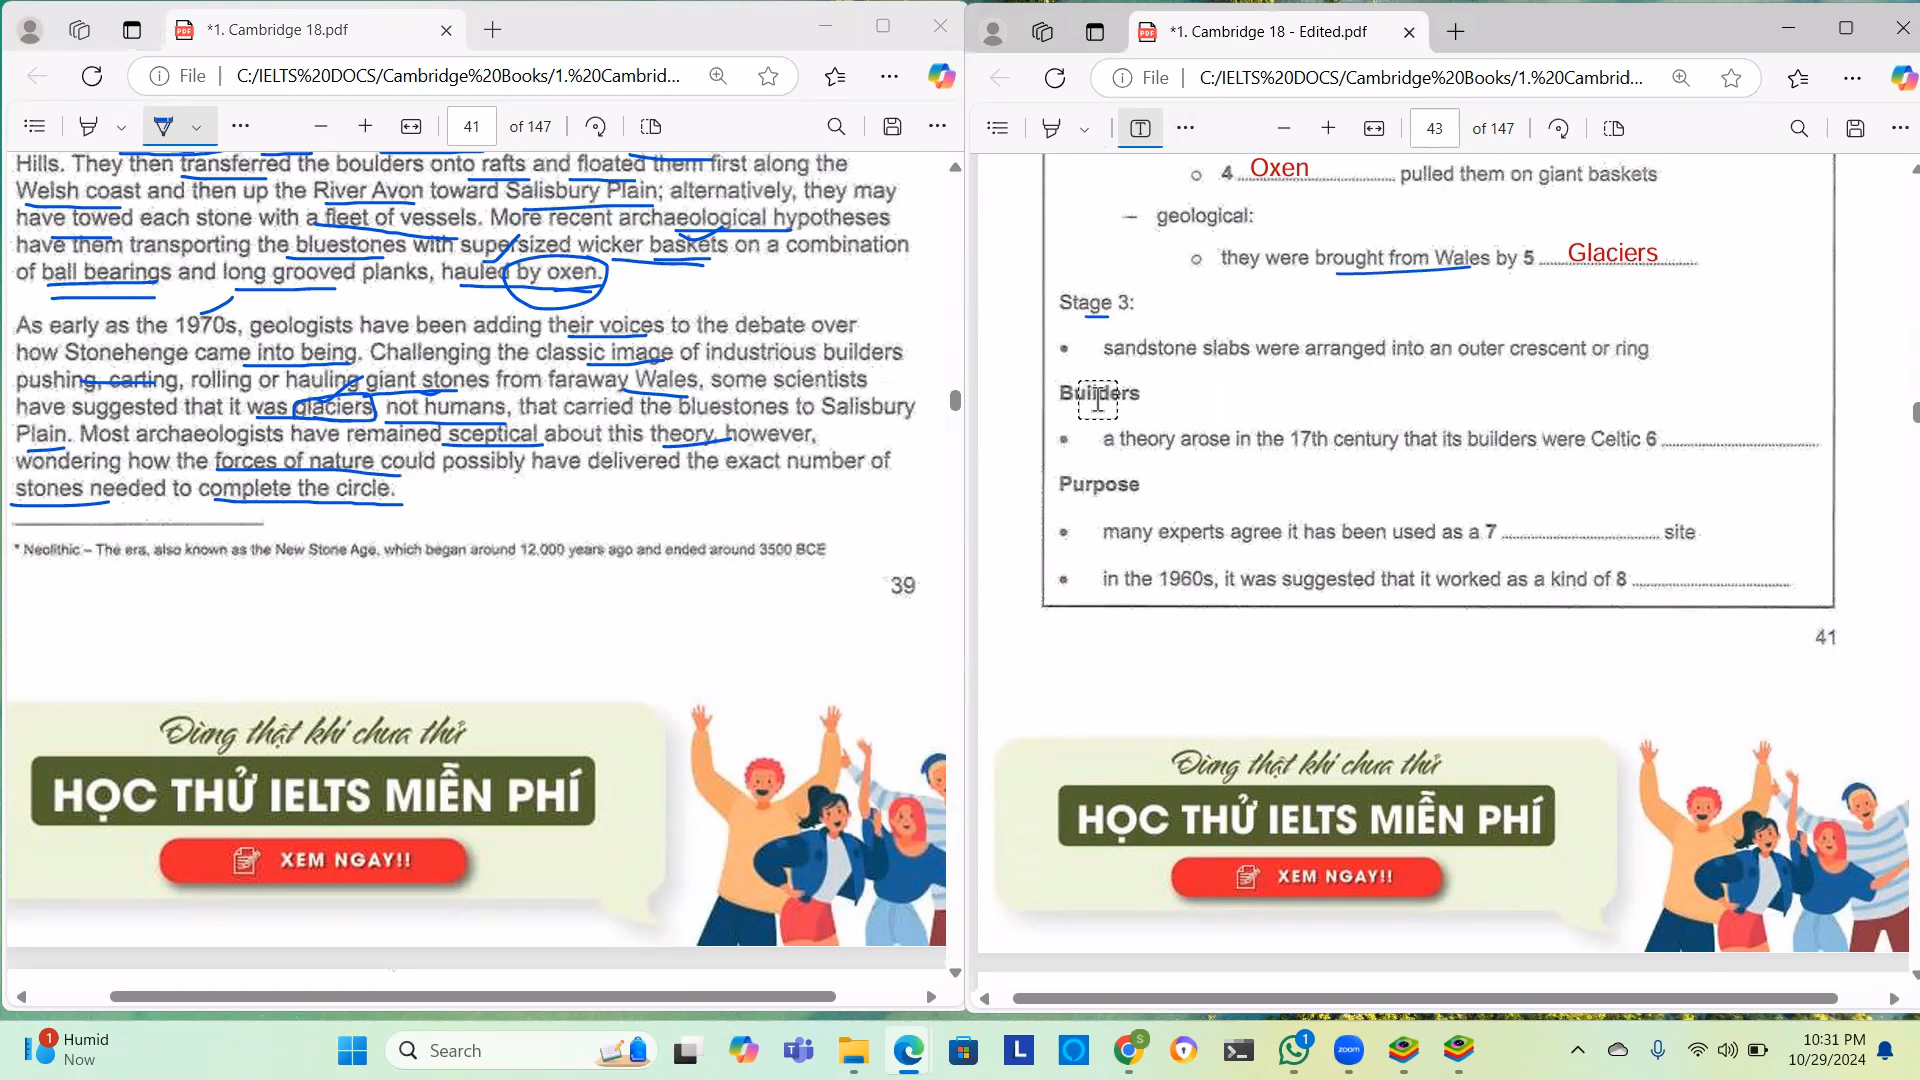 *1. Cambridge 18.pdf
File
C:/IELTS%20DOCS/Cambridge%20Books/1.%20Cambrid...
41
of 147
Hills. They then transferred the boulders onto rafts and floated them first along the
Welsh coast and then up the River Avon toward Salisbury Plain; alternatively, they may
have towed each stone with a fleet of vessels. More recent archaeological hypotheses
have them transporting the bluestones with supersized wicker baskets on a combination
of ball bearings and long grooved planks, hauled by oxen.
As early as the 1970s, geologists have been adding their voices to the debate over
how Stonehenge came into being. Challenging the classic image of industrious builders
pushing, carting, rolling or hauling giant stones from faraway Wales, some scientists
have suggested that it was glaciers, not humans, that carried the bluestones to Salisbury
Plain. Most archaeologists have remained sceptical about this theory, however,
wondering how the forces of nature could possibly have delivered the exact number of
stones needed to complete the circle.
* Neolithic – The era, also known as the New Stone Age, which began around 12,000 years ago and ended around 3500 BCE
39
Đừng thật khi chưa thử
HỌC THỬ IELTS MIỄN PHÍ
XEM NGAY!!
*1. Cambridge 18 - Edited.pdf
File
C:/IELTS%20DOCS/Cambridge%20Books/1.%20Cambrid...
43
of 147
4 Oxen pulled them on giant baskets
– geological:
they were brought from Wales by 5 Glaciers
Stage 3:
• sandstone slabs were arranged into an outer crescent or ring
Builders
• a theory arose in the 17th century that its builders were Celtic 6
Purpose
• many experts agree it has been used as a 7 site
• in the 1960s, it was suggested that it worked as a kind of 8
41
Đừng thật khi chưa thử
HỌC THỬ IELTS MIỄN PHÍ
XEM NGAY!!
1
Humid
Now
Search
L
S
1
zoom
10:31 PM
10/29/2024